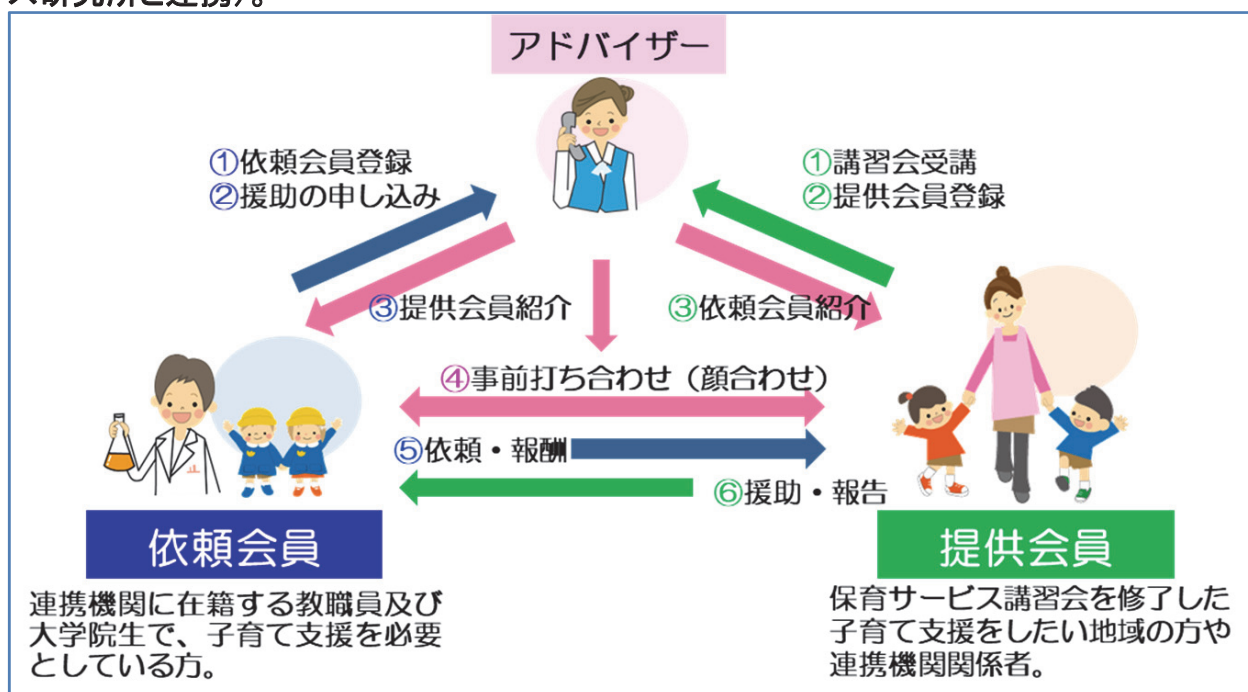 アドバイザー
①依頼会員登録
②援助の申し込み
①講習会受講
②提供会員登録
③提供会員紹介
③依頼会員紹介
④事前打ち合わせ（顔合わせ）
⑤依頼・報酬
⑥援助・報告
依頼会員
連携機関に在籍する教職員及び
大学院生で、子育て支援を必要
としている方。
提供会員
保育サービス講習会を修了した
子育て支援をしたい地域の方や
連携機関関係者。